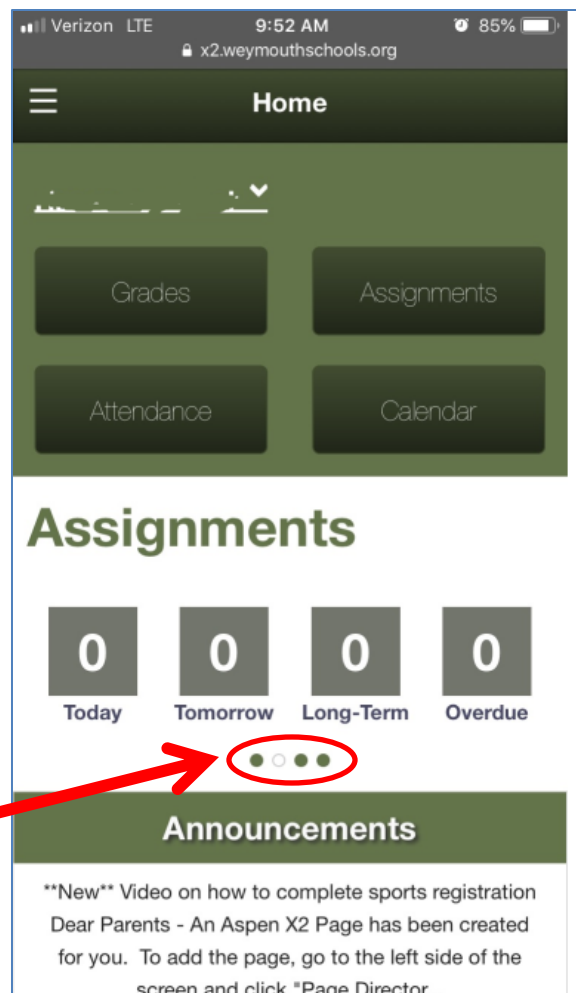 Verizon LTE 9:52 AM 85%
x2.weymouthschools.org
Home
Grades Assignments
Attendance Calendar
Assignments
0 0 0 0
Today Tomorrow Long-Term Overdue
Announcements
**New** Video on how to complete sports registration
Dear Parents - An Aspen X2 Page has been created
for you. To add the page, go to the left side of the
screen and click "Page Director